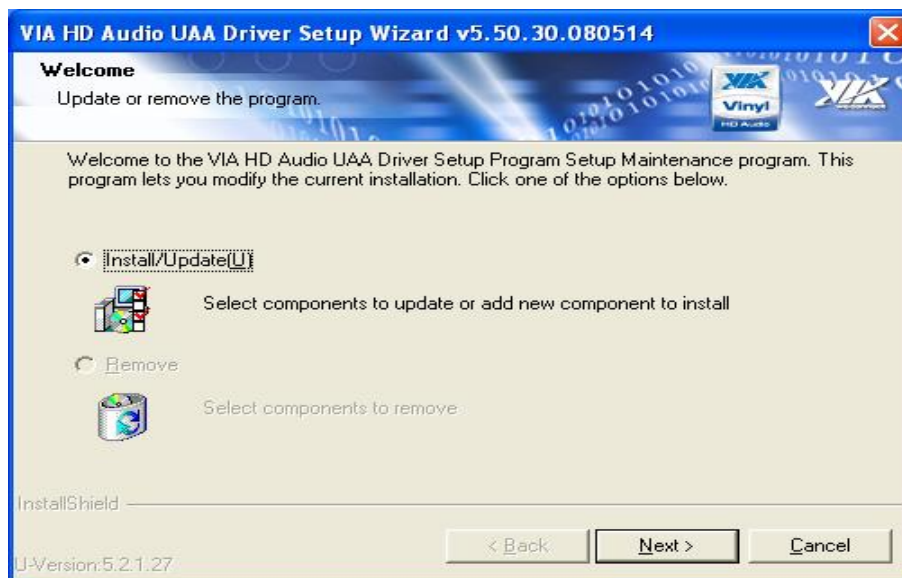 VIA HD Audio UAA Driver Setup Wizard v5.50.30.080514
Welcome
Update or remove the program.
VIA
Vinyl
HD Audio
VIA
Welcome to the VIA HD Audio UAA Driver Setup Program Setup Maintenance program. This
program lets you modify the current installation. Click one of the options below.
Install/Update(U)
Select components to update or add new component to install
Remove
Select components to remove
InstallShield
< Back
Next >
Cancel
U-Version:5.2.1.27